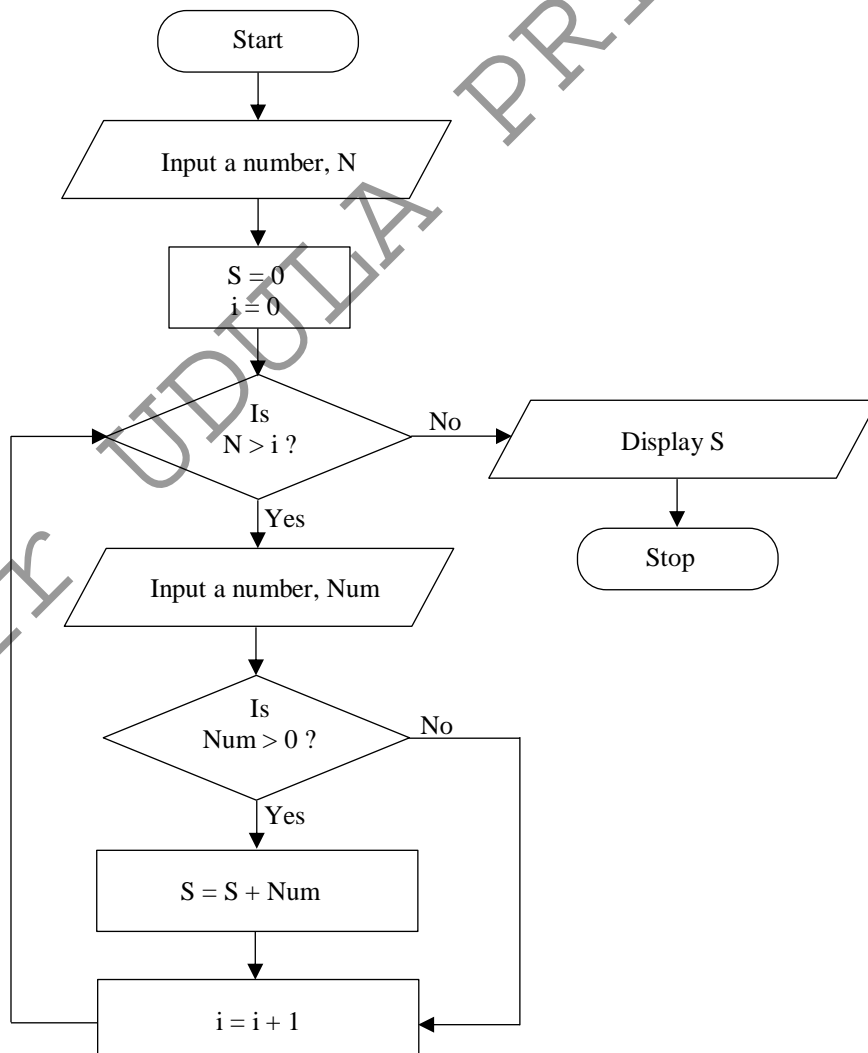 Start
Input a number, N
S = 0
i = 0
Is
N > i ?
No
Display S
Yes
Stop
Input a number, Num
Is
Num > 0 ?
No
Yes
S = S + Num
i = i + 1
UDULA